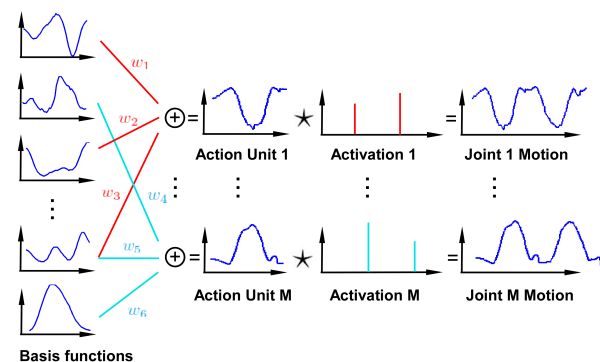 w₁
w₂
⊕ =
★
=
Action Unit 1
Activation 1
Joint 1 Motion
w₃
w₄
⋮
⋮
⋮
⋮
⋮
w₅
⊕ =
★
=
w₆
Action Unit M
Activation M
Joint M Motion
Basis functions